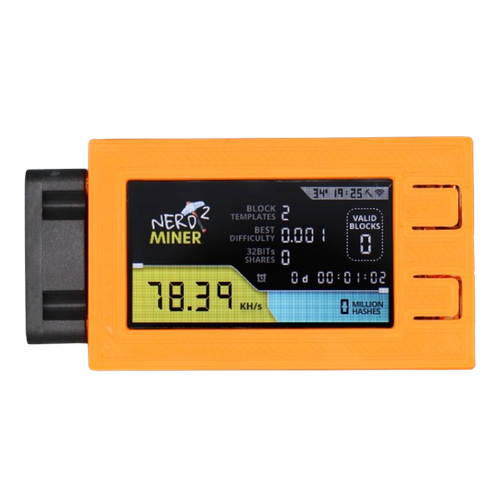 34° 19:25
NERD 2
MINER
BLOCK
TEMPLATES 2
BEST
DIFFICULTY 0.001
32BITs
SHARES 0
VALID
BLOCKS
0
0 d 00:01:02
78.39 KH/s
0 MILLION
HASHES